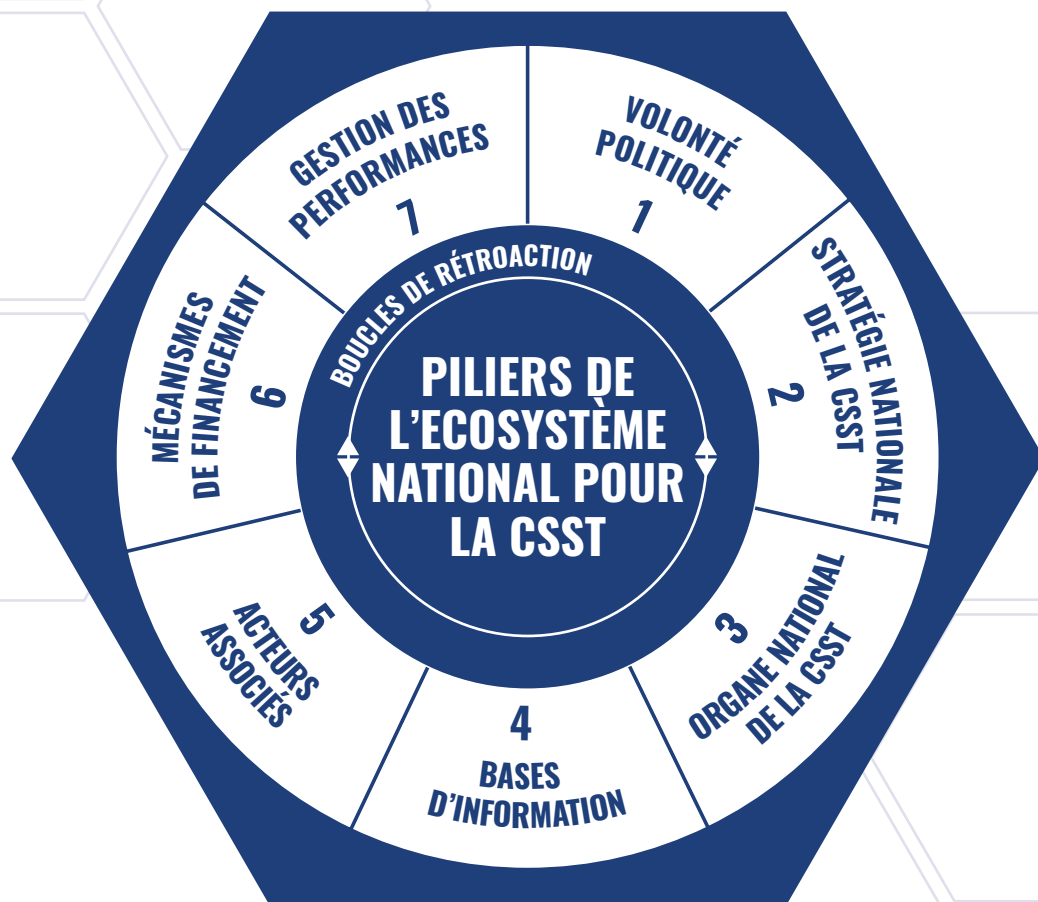 PILIERS DE
L'ECOSYSTÈME
NATIONAL POUR
LA CSST
BOUCLES DE RÉTROACTION
VOLONTÉ
POLITIQUE
1
STRATÉGIE NATIONALE
DE LA CSST
2
3
ORGANE NATIONAL
DE LA CSST
4
BASES
D'INFORMATION
5
ACTEURS
ASSOCIÉS
MÉCANISMES
DE FINANCEMENT
6
GESTION DES
PERFORMANCES
7